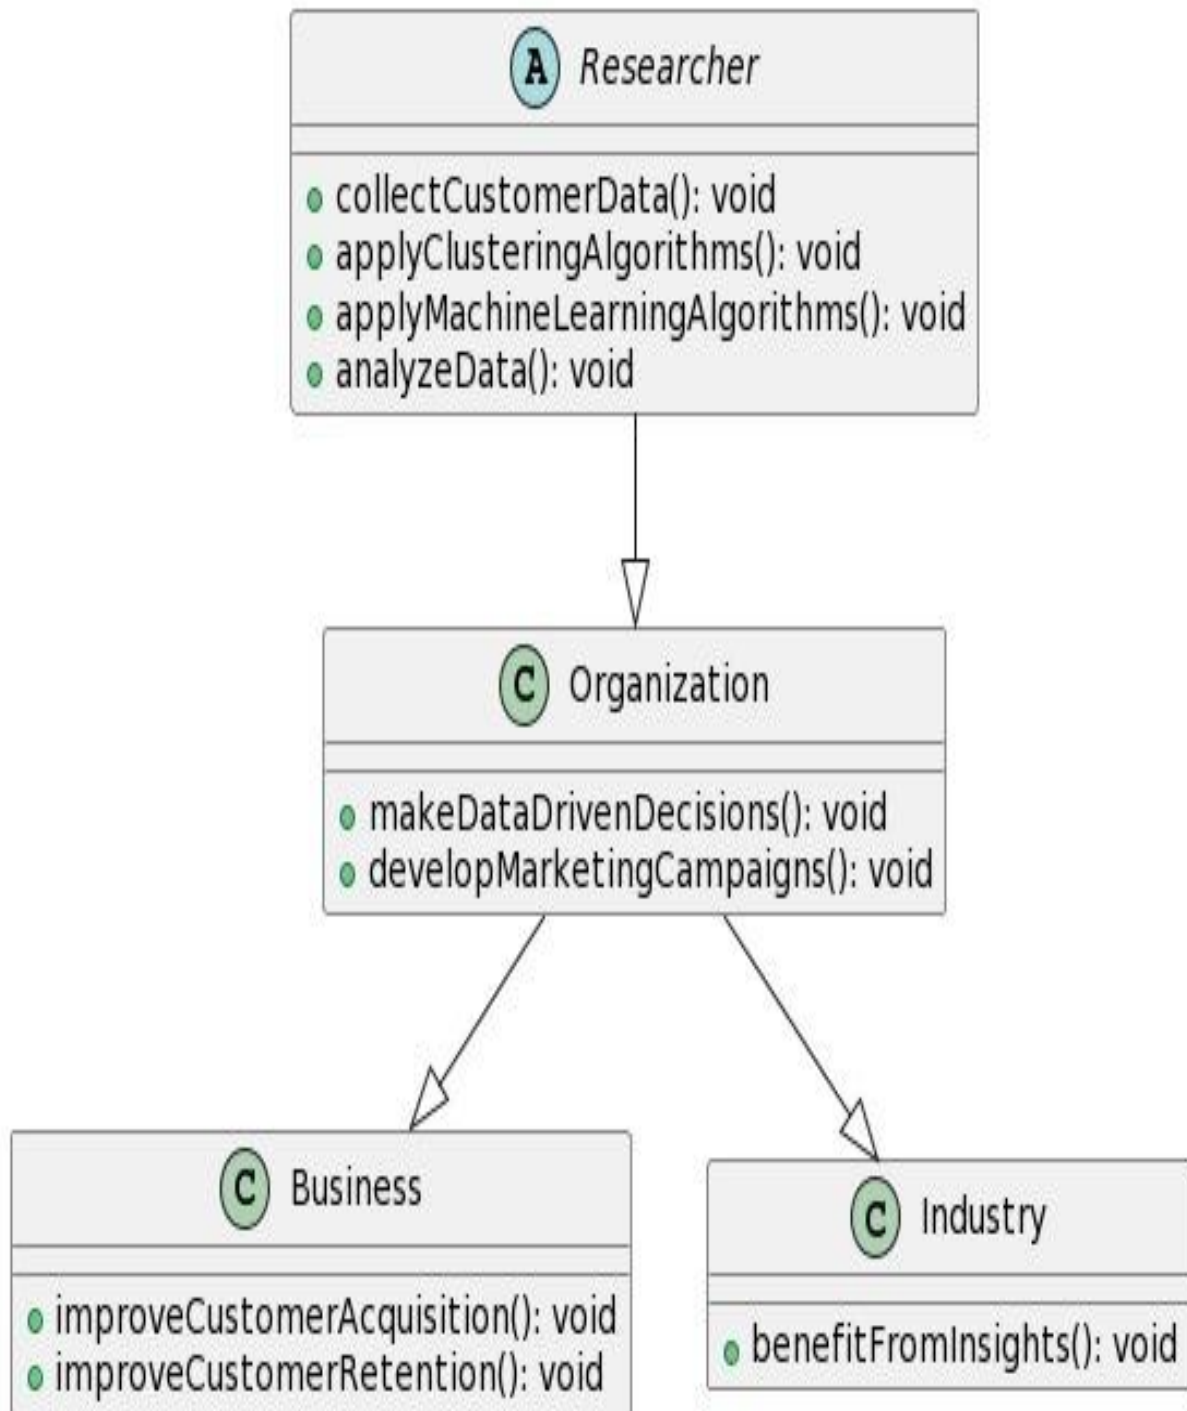 A Researcher
collectCustomerData(): void
applyClusteringAlgorithms(): void
applyMachineLearningAlgorithms(): void
analyzeData(): void
C Organization
makeDataDrivenDecisions(): void
developMarketingCampaigns(): void
C Business
improveCustomerAcquisition(): void
improveCustomerRetention(): void
C Industry
benefitFromInsights(): void